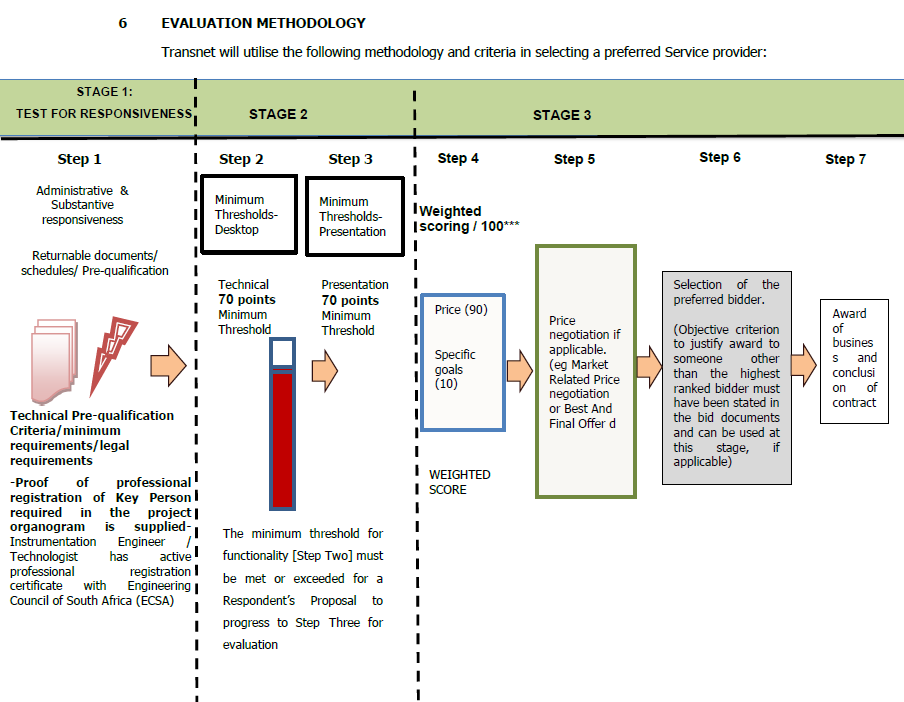 6 EVALUATION METHODOLOGY
Transnet will utilise the following methodology and criteria in selecting a preferred Service provider:
STAGE 1:
TEST FOR RESPONSIVENESS
STAGE 2
STAGE 3
Step 1
Step 2
Step 3
Step 4
Step 5
Step 6
Step 7
Administrative &
Substantive
responsiveness
Returnable documents/
schedules/ Pre-qualification
Technical Pre-qualification
Criteria/minimum
requirements/legal
requirements
-Proof of professional
registration of Key Person
required in the project
organogram is supplied-
Instrumentation Engineer /
Technologist has active
professional registration
certificate with Engineering
Council of South Africa (ECSA)
Minimum
Thresholds-
Desktop
Technical
70 points
Minimum
Threshold
Minimum
Thresholds-
Presentation
Presentation
70 points
Minimum
Threshold
The minimum threshold for
functionality [Step Two] must
be met or exceeded for a
Respondent's Proposal to
progress to Step Three for
evaluation
Weighted
scoring / 100***
Price (90)
Specific
goals
(10)
WEIGHTED
SCORE
Price
negotiation if
applicable.
(eg Market
Related Price
negotiation
or Best And
Final Offer d
Selection of the
preferred bidder.
(Objective criterion
to justify award to
someone other
than the highest
ranked bidder must
have been stated in
the bid documents
and can be used at
this stage, if
applicable)
Award
of
busines
s and
conclusi
on of
contract